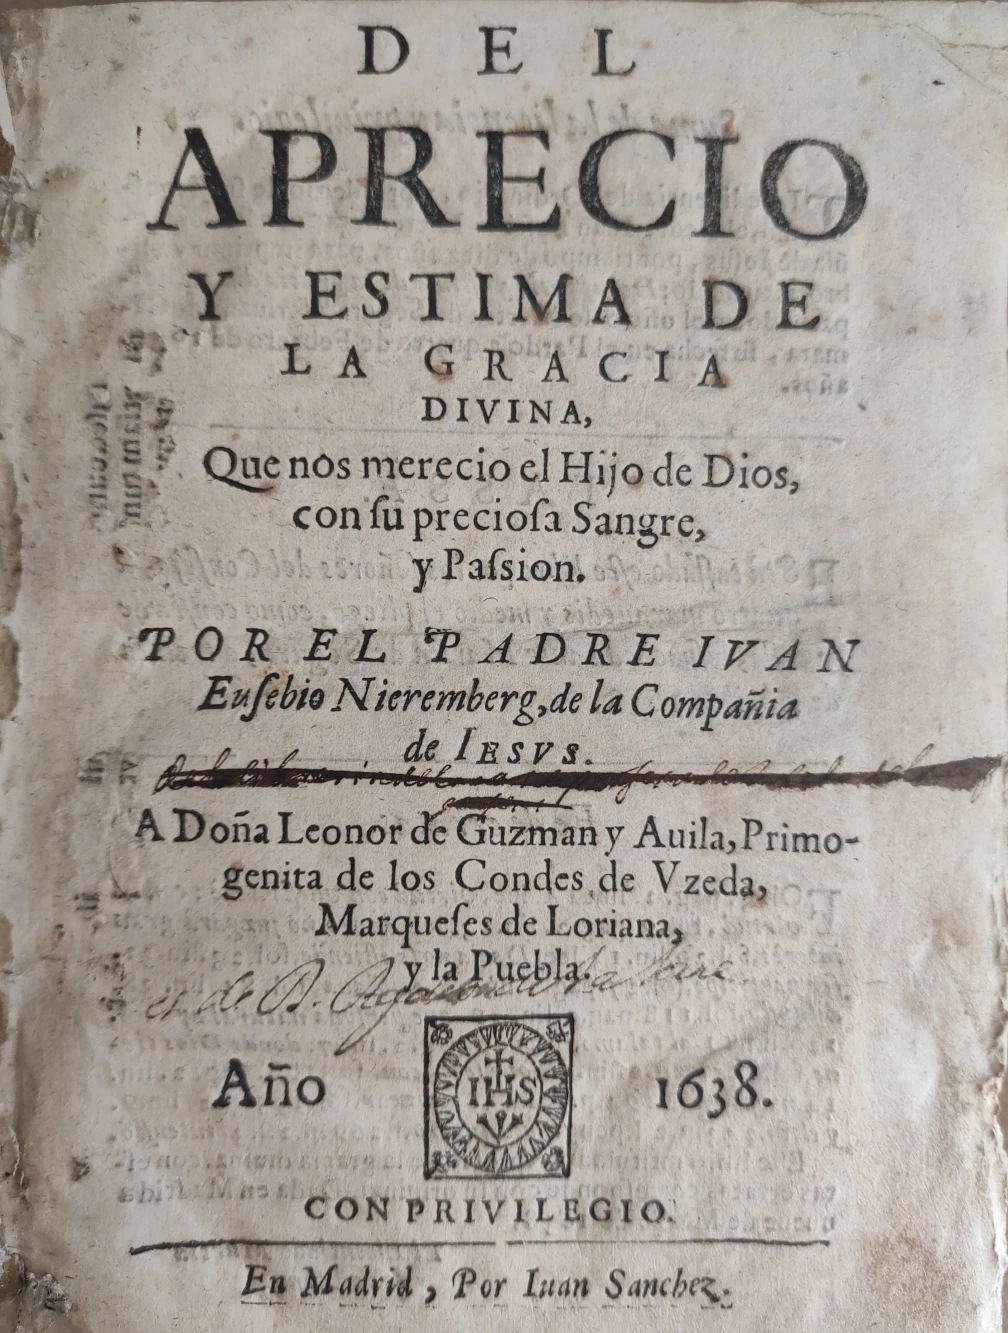 DEL
APRECIO
Y ESTIMA DE
LA GRACIA
DIVINA,
Que nos merecio el Hijo de Dios,
con ſu precioſa Sangre,
y Paſsion.
POR EL PADRE IVAN
Euſebio Nieremberg, de la Compañia
de IESVS.
A Doña Leonor de Guzman y Auila, Primo-
genita de los Condes de Vzeda,
Marqueſes de Loriana,
y la Puebla.
es de D.
IHS
Año 1638.
CON PRIVILEGIO.
En Madrid, Por Iuan Sanchez.